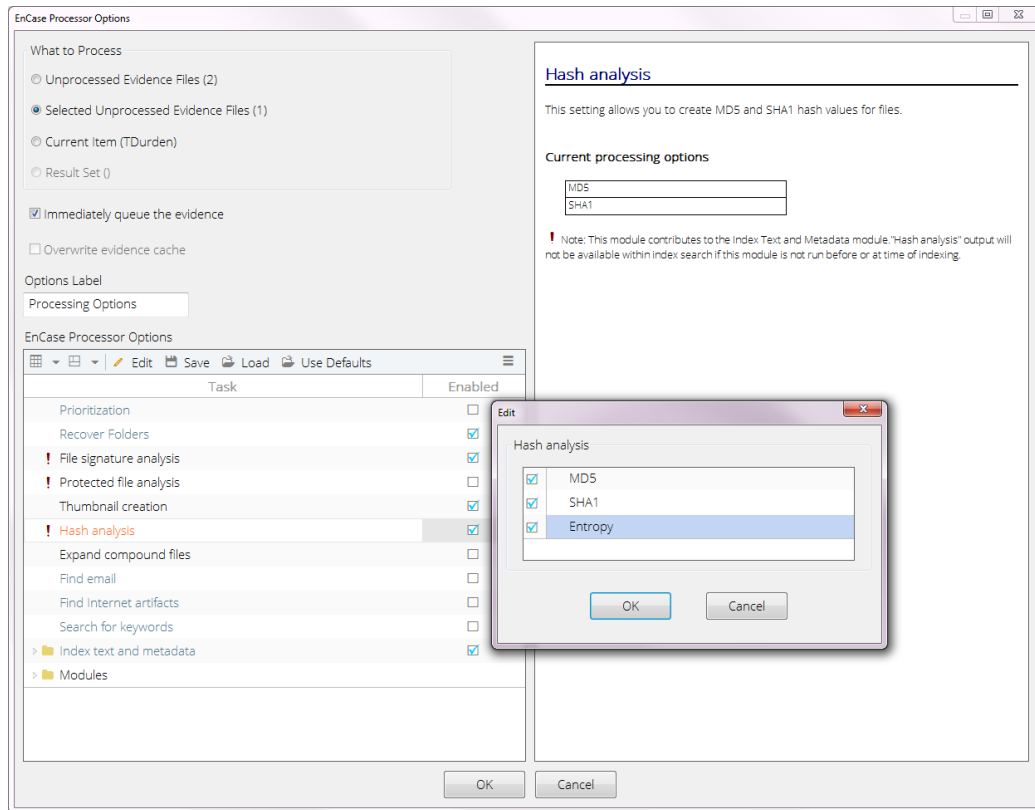 EnCase Processor Options
What to Process
Unprocessed Evidence Files (2)
Selected Unprocessed Evidence Files (1)
Current Item (TDurden)
Result Set ()
Immediately queue the evidence
Overwrite evidence cache
Options Label
Processing Options
EnCase Processor Options
Edit Save Load Use Defaults
Task Enabled
Prioritization
Recover Folders
! File signature analysis
! Protected file analysis
Thumbnail creation
! Hash analysis
Expand compound files
Find email
Find Internet artifacts
Search for keywords
Index text and metadata
Modules
Hash analysis
This setting allows you to create MD5 and SHA1 hash values for files.
Current processing options
MD5
SHA1
! Note: This module contributes to the Index Text and Metadata module."Hash analysis" output will
not be available within index search if this module is not run before or at time of indexing.
Edit
Hash analysis
MD5
SHA1
Entropy
OK Cancel
OK Cancel